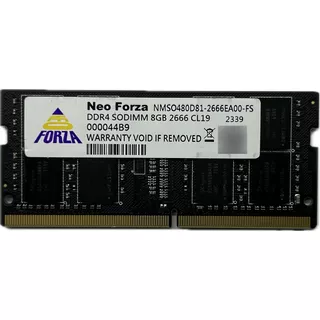 Neo Forza NMSO480D81-2666EA00-FS
DDR4 SODIMM 8GB 2666 CL19 2339
000044B9
WARRANTY VOID IF REMOVED
FORZA